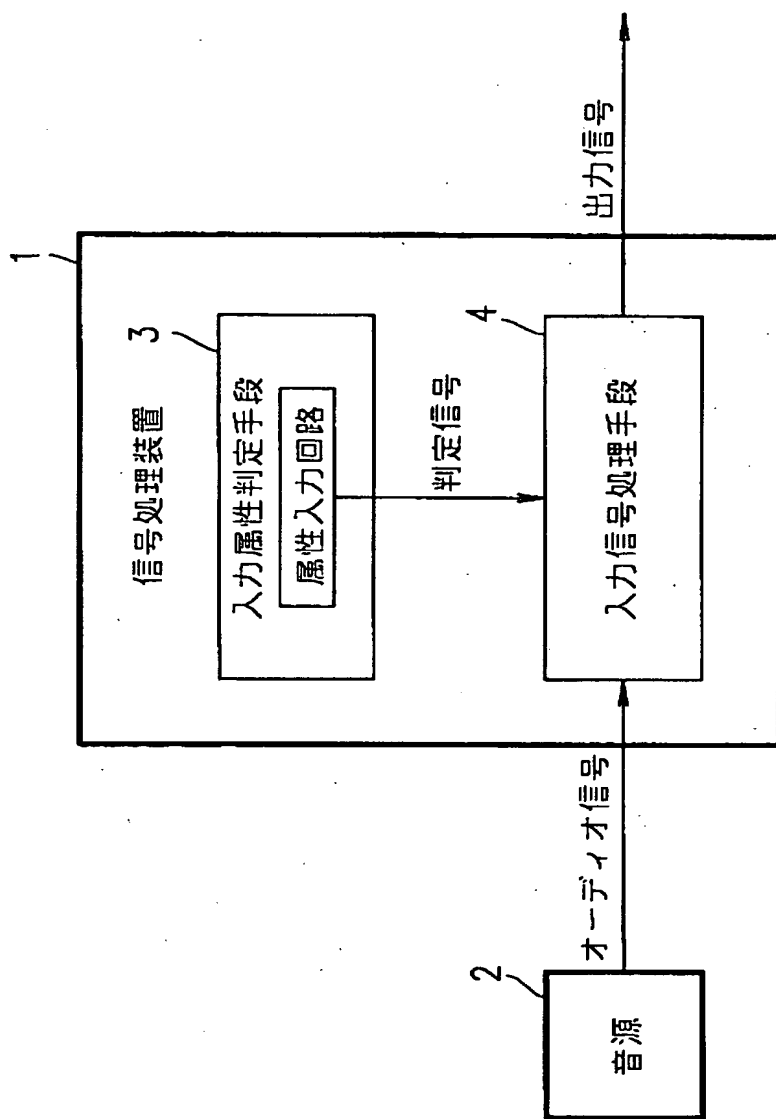 1
信号処理装置
3
入力属性判定手段
属性入力回路
判定信号
4
入力信号処理手段
出力信号
オーディオ信号
2
音源